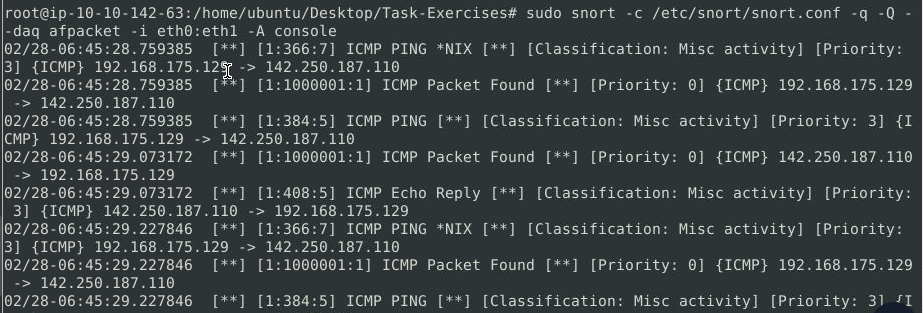 root@ip-10-10-142-63:/home/ubuntu/Desktop/Task-Exercises# sudo snort -c /etc/snort/snort.conf -q -Q -
-daq afpacket -i eth0:eth1 -A console
02/28-06:45:28.759385  [**] [1:366:7] ICMP PING *NIX [**] [Classification: Misc activity] [Priority:
3] {ICMP} 192.168.175.129 -> 142.250.187.110
02/28-06:45:28.759385  [**] [1:1000001:1] ICMP Packet Found [**] [Priority: 0] {ICMP} 192.168.175.129
 -> 142.250.187.110
02/28-06:45:28.759385  [**] [1:384:5] ICMP PING [**] [Classification: Misc activity] [Priority: 3] {I
CMP} 192.168.175.129 -> 142.250.187.110
02/28-06:45:29.073172  [**] [1:1000001:1] ICMP Packet Found [**] [Priority: 0] {ICMP} 142.250.187.110
 -> 192.168.175.129
02/28-06:45:29.073172  [**] [1:408:5] ICMP Echo Reply [**] [Classification: Misc activity] [Priority:
 3] {ICMP} 142.250.187.110 -> 192.168.175.129
02/28-06:45:29.227846  [**] [1:366:7] ICMP PING *NIX [**] [Classification: Misc activity] [Priority:
3] {ICMP} 192.168.175.129 -> 142.250.187.110
02/28-06:45:29.227846  [**] [1:1000001:1] ICMP Packet Found [**] [Priority: 0] {ICMP} 192.168.175.129
 -> 142.250.187.110
02/28-06:45:29.227846  [**] [1:384:5] ICMP PING [**] [Classification: Misc activity] [Priority: 3] {I